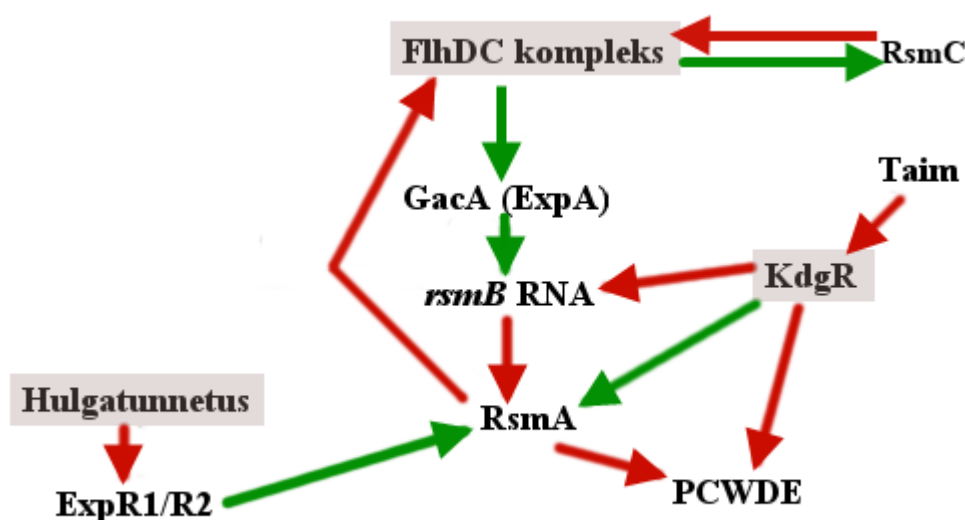 FlhDC kompleks
RsmC
Taim
GacA (ExpA)
KdgR
rsmB RNA
Hulgatunnetus
RsmA
PCWDE
ExpR1/R2